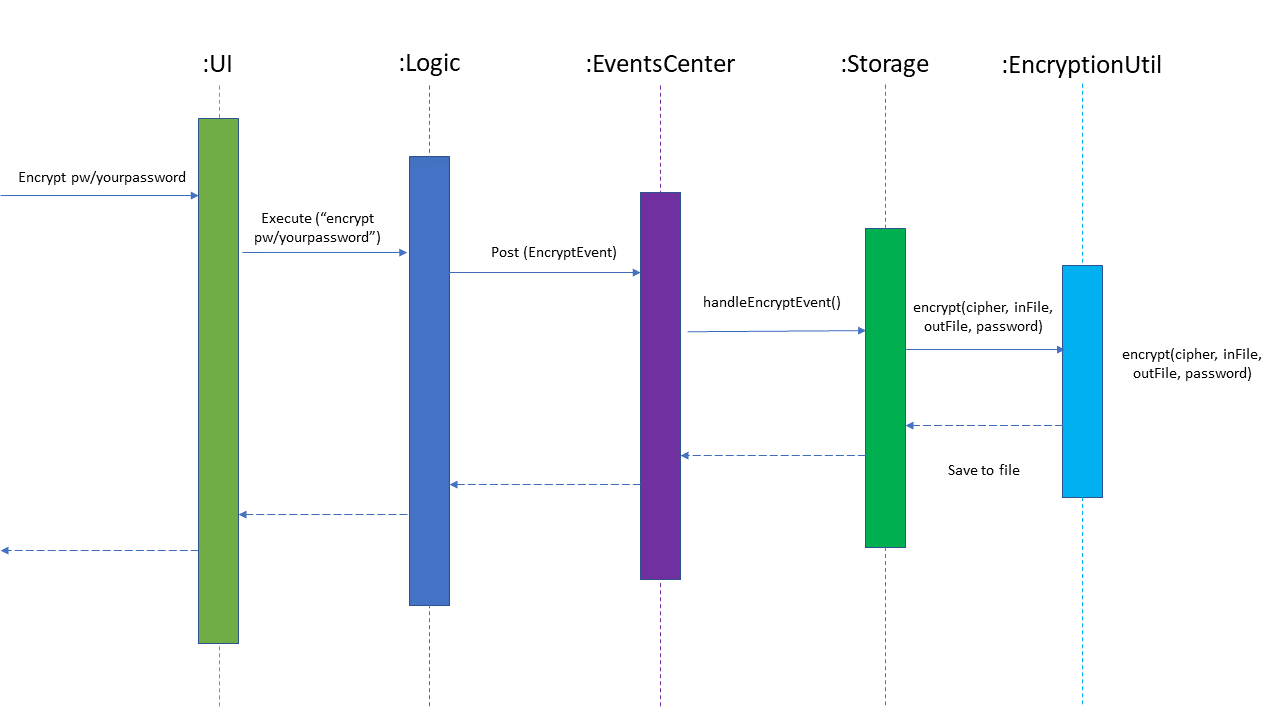 :UI
:Logic
:EventsCenter
:Storage
:EncryptionUtil
Encrypt pw/yourpassword
Execute (“encrypt
pw/yourpassword”)
Post (EncryptEvent)
handleEncryptEvent()
encrypt(cipher, inFile,
outFile, password)
encrypt(cipher, inFile,
outFile, password)
Save to file